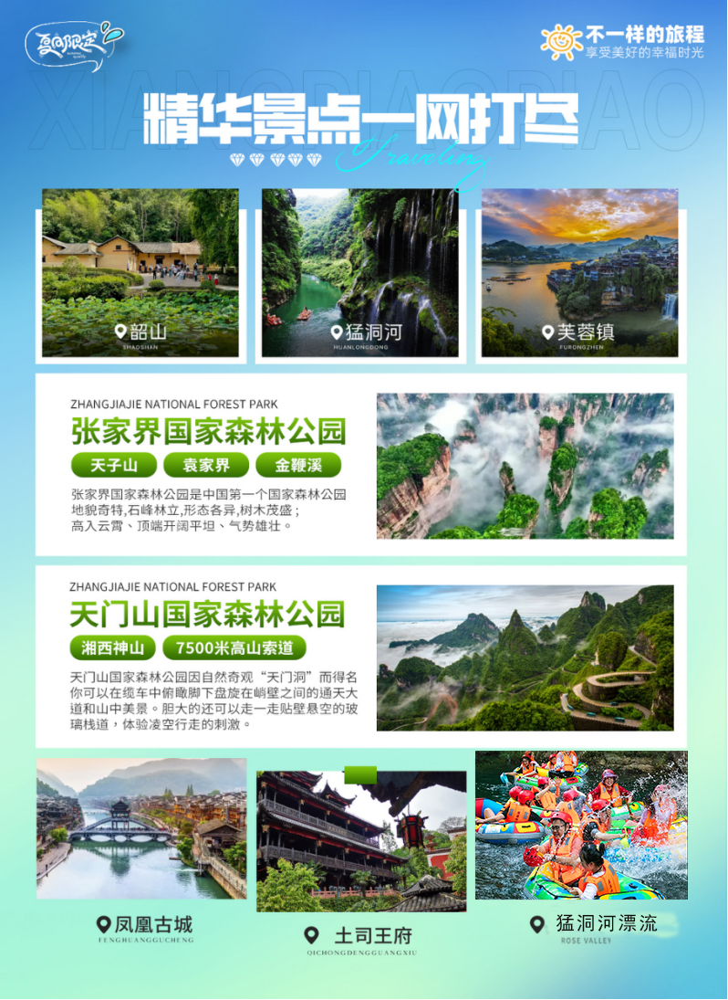 夏日限定
不一样的旅程
享受美好的幸福时光
XIANGPIAOPIAO
精华景点一网打尽
Traveling
韶山
SHAOSHAN
猛洞河
HUANLONGDONG
芙蓉镇
FURONGZHEN
ZHANGJIAJIE NATIONAL FOREST PARK
张家界国家森林公园
天子山 袁家界 金鞭溪
张家界国家森林公园是中国第一个国家森林公园
地貌奇特,石峰林立,形态各异,树木茂盛;
高入云霄、顶端开阔平坦、气势雄壮。
ZHANGJIAJIE NATIONAL FOREST PARK
天门山国家森林公园
湘西神山 7500米高山索道
天门山国家森林公园因自然奇观“天门洞”而得名
你可以在缆车中俯瞰脚下盘旋在峭壁之间的通天大
道和山中美景。胆大的还可以走一走贴壁悬空的玻
璃栈道，体验凌空行走的刺激。
凤凰古城
FENGHUANGGUCHENG
土司王府
QICHONGDENGGUANGXIU
猛洞河漂流
ROSE VALLEY